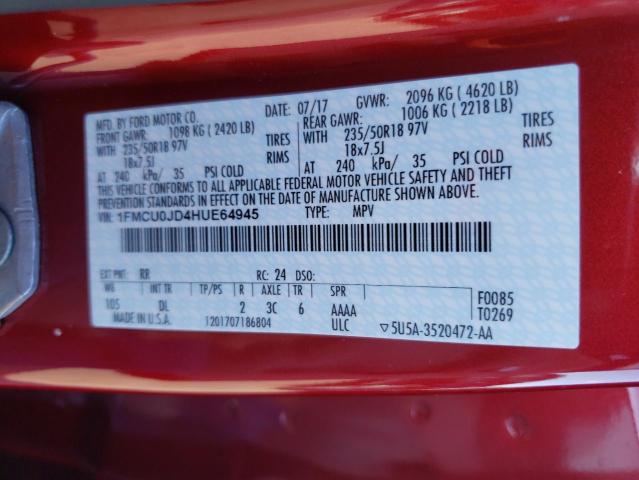 MFD. BY FORD MOTOR CO.
DATE: 07/17 GVWR: 2096 KG ( 4620 LB)
FRONT GAWR: 1098 KG ( 2420 LB)
REAR GAWR: 1006 KG ( 2218 LB)
WITH 235/50R18 97V TIRES
18x7.5J RIMS
AT 240 kPa/ 35 PSI COLD
WITH 235/50R18 97V TIRES
18x7.5J RIMS
AT 240 kPa/ 35 PSI COLD
THIS VEHICLE CONFORMS TO ALL APPLICABLE FEDERAL MOTOR VEHICLE SAFETY AND THEFT
PREVENTION STANDARDS IN EFFECT ON THE DATE OF MANUFACTURE SHOWN ABOVE.
VIN: 1FMCU0JD4HUE64945 TYPE: MPV
EXT PNT: RR RC: 24 DSO:
WB INT TR TP/PS R AXLE TR SPR
105 DL 2 3C 6 AAAA
F0085
T0269
MADE IN U.S.A. 1201707186804 ULC ▽5U5A-3520472-AA